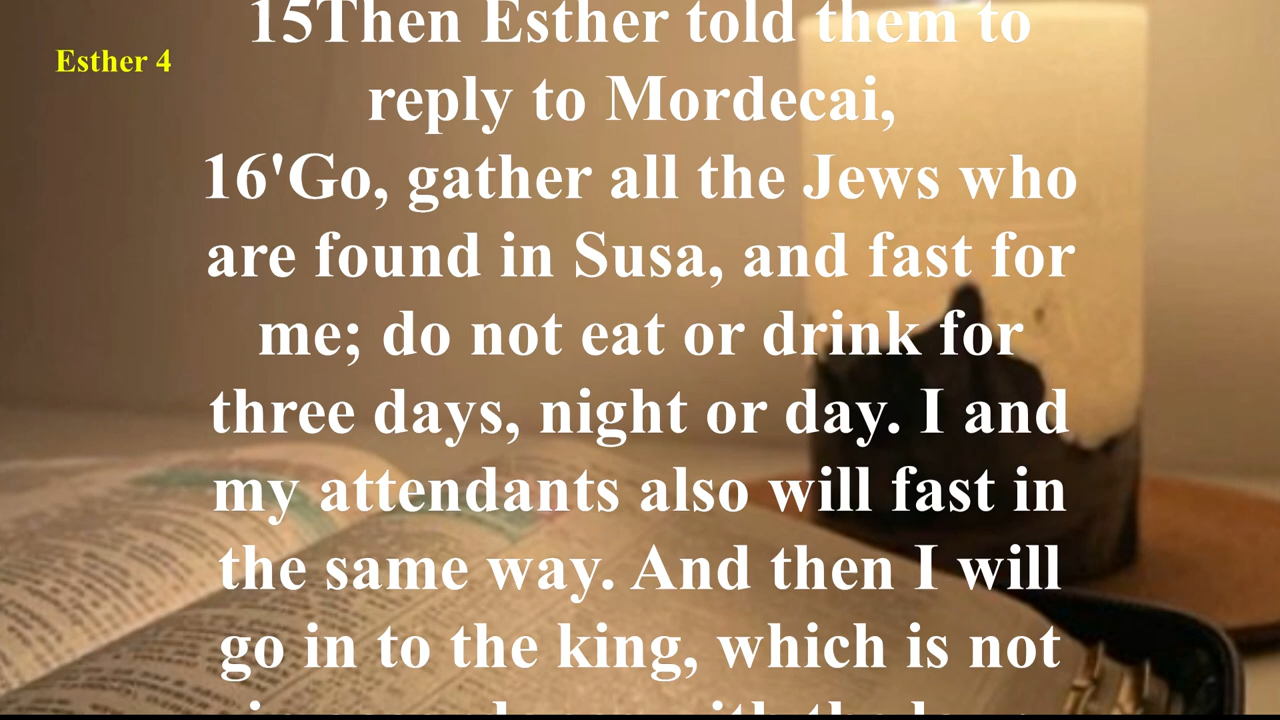 Esther 4
15Then Esther told them to
reply to Mordecai,
16'Go, gather all the Jews who
are found in Susa, and fast for
me; do not eat or drink for
three days, night or day. I and
my attendants also will fast in
the same way. And then I will
go in to the king, which is not